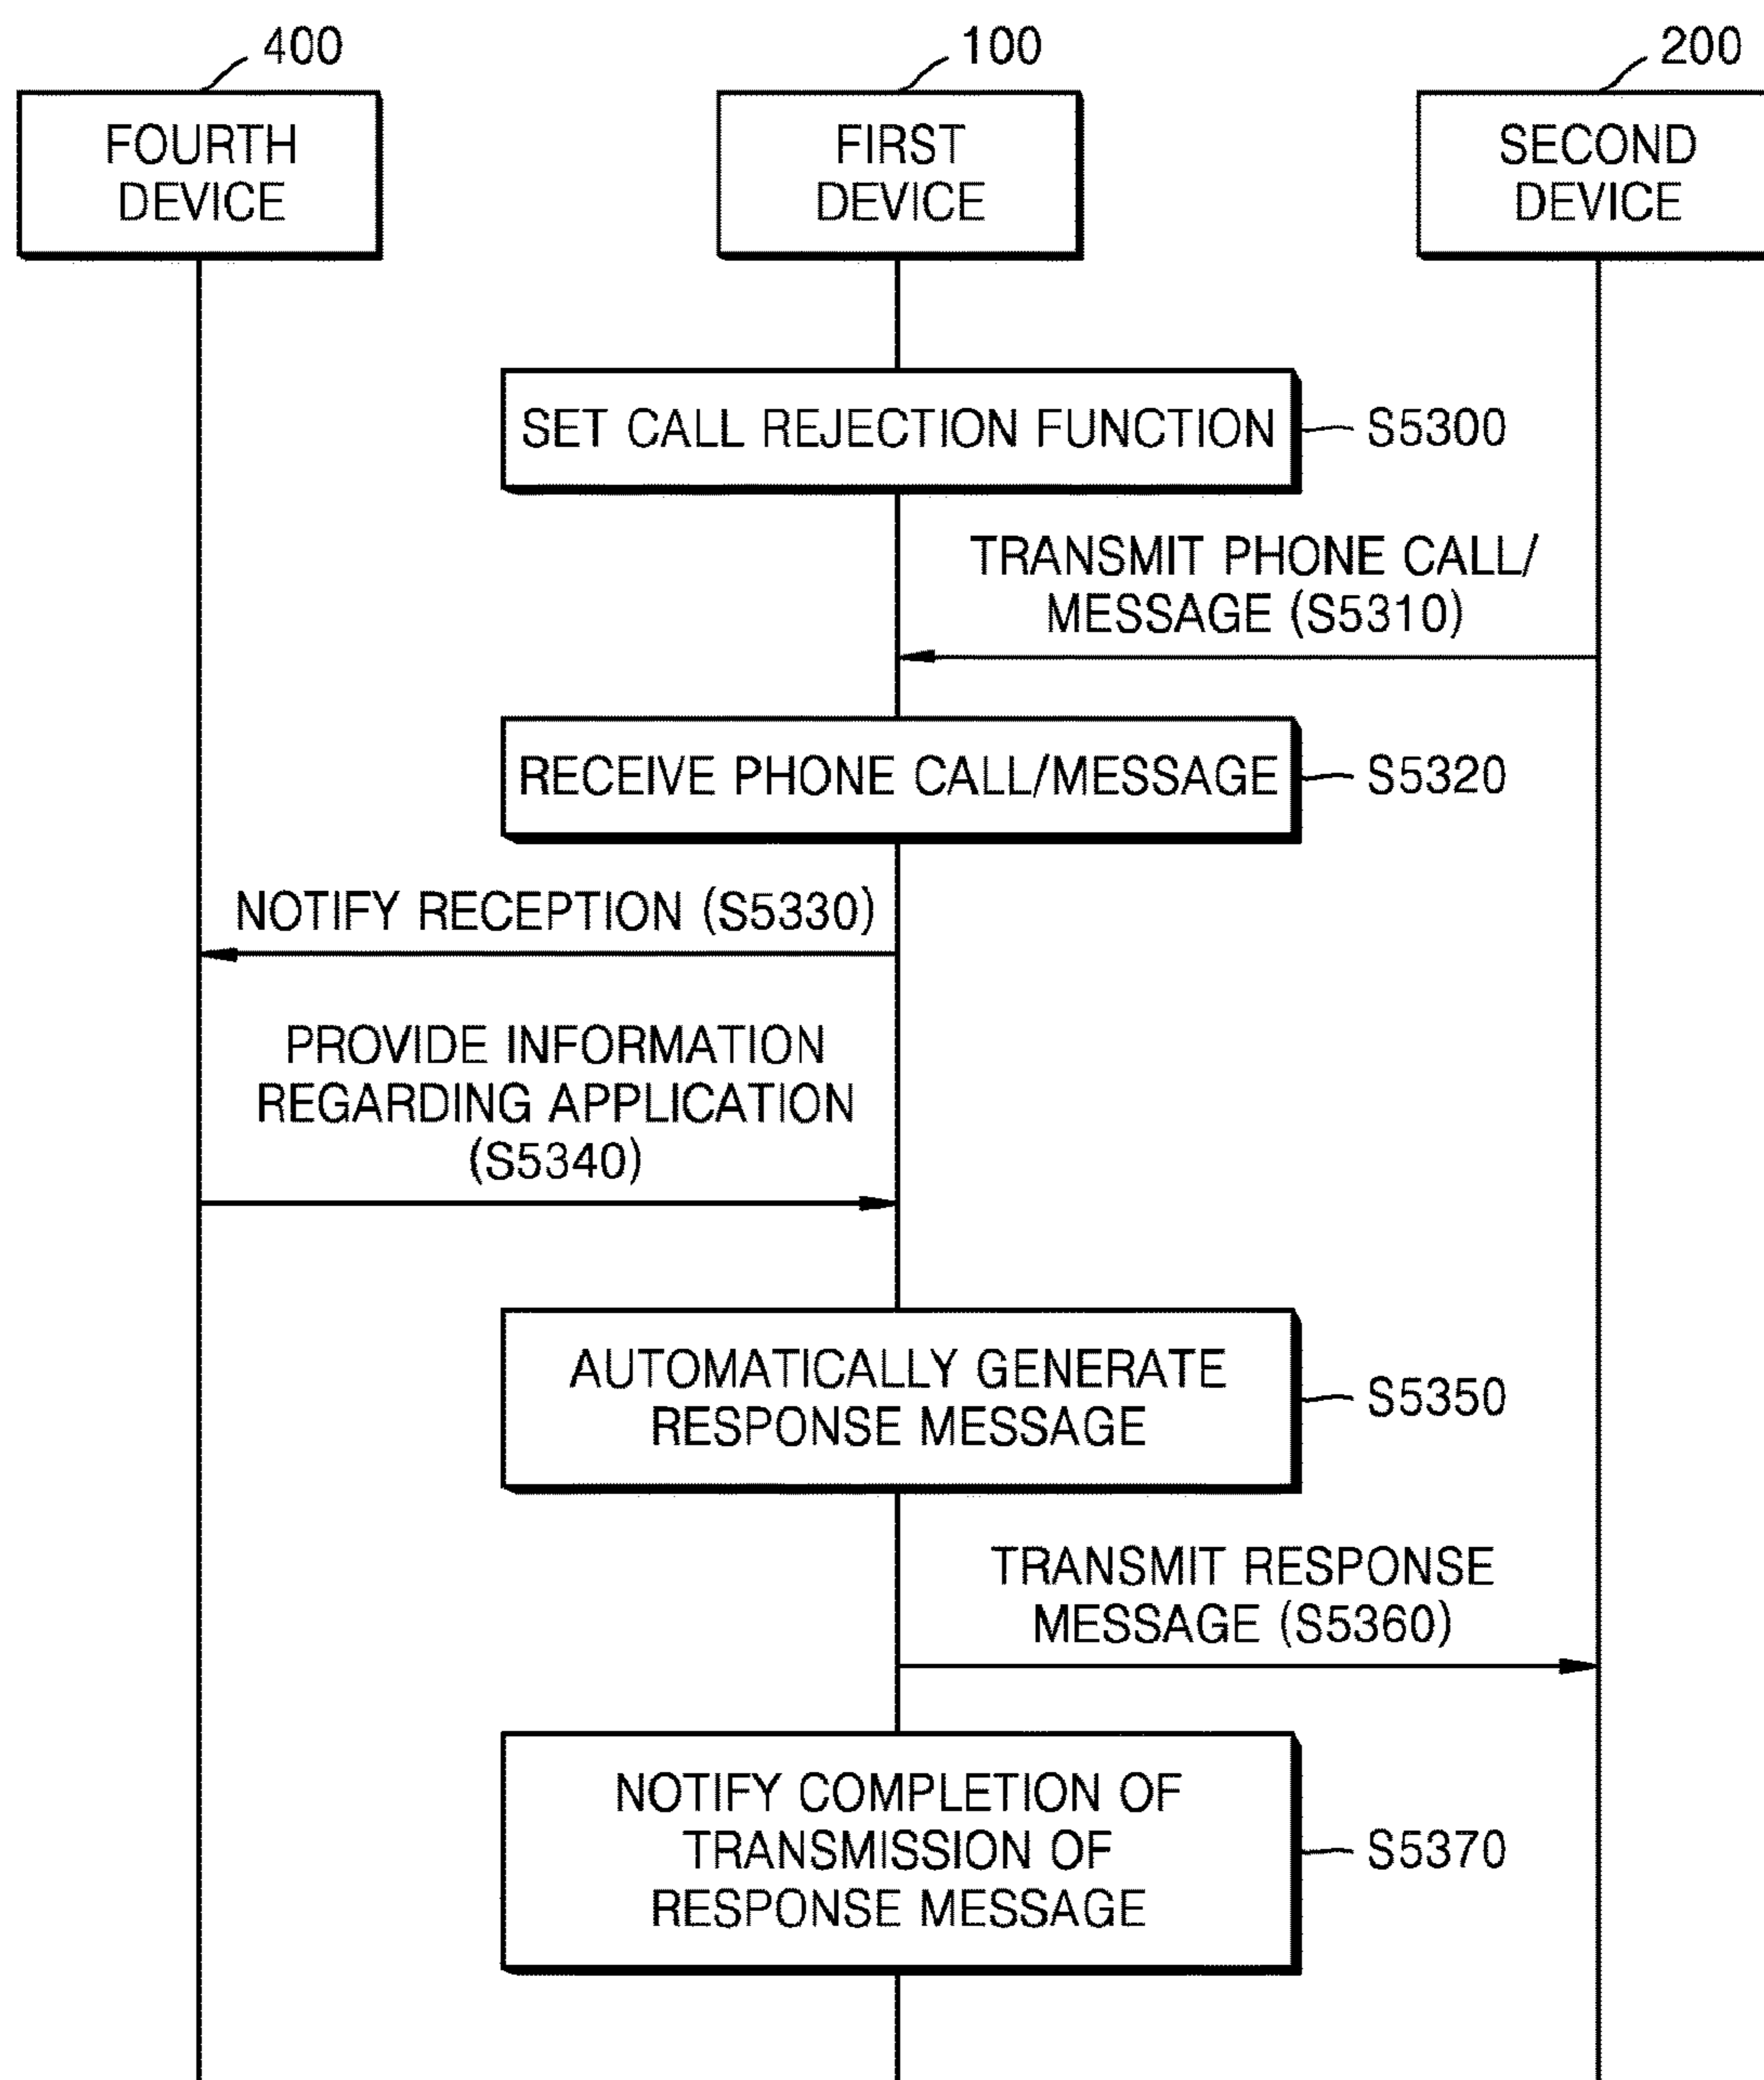 400
100
200
FOURTH
DEVICE
FIRST
DEVICE
SECOND
DEVICE
SET CALL REJECTION FUNCTION
S5300
TRANSMIT PHONE CALL/
MESSAGE (S5310)
RECEIVE PHONE CALL/MESSAGE
S5320
NOTIFY RECEPTION (S5330)
PROVIDE INFORMATION
REGARDING APPLICATION
(S5340)
AUTOMATICALLY GENERATE
RESPONSE MESSAGE
S5350
TRANSMIT RESPONSE
MESSAGE (S5360)
NOTIFY COMPLETION OF
TRANSMISSION OF
RESPONSE MESSAGE
S5370